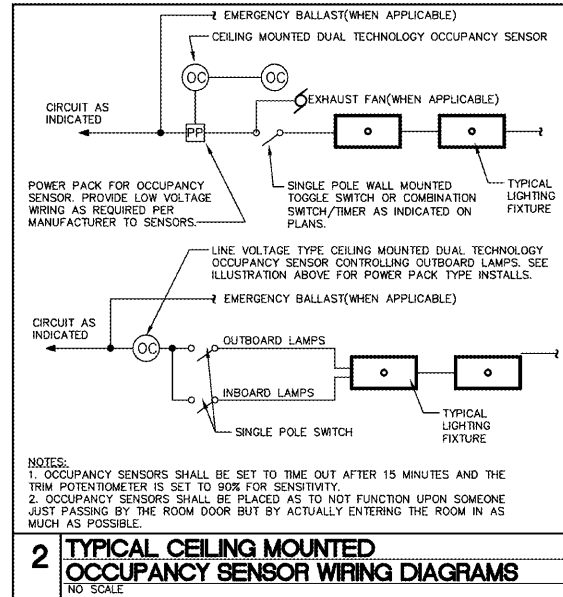 EMERGENCY BALLAST(WHEN APPLICABLE)
CEILING MOUNTED DUAL TECHNOLOGY OCCUPANCY SENSOR
OC
OC
EXHAUST FAN(WHEN APPLICABLE)
CIRCUIT AS
INDICATED
PP
POWER PACK FOR OCCUPANCY
SENSOR. PROVIDE LOW VOLTAGE
WIRING AS REQUIRED PER
MANUFACTURER TO SENSORS.
SINGLE POLE WALL MOUNTED
TOGGLE SWITCH OR COMBINATION
SWITCH/TIMER AS INDICATED ON
PLANS.
TYPICAL
LIGHTING
FIXTURE
LINE VOLTAGE TYPE CEILING MOUNTED DUAL TECHNOLOGY
OCCUPANCY SENSOR CONTROLLING OUTBOARD LAMPS. SEE
ILLUSTRATION ABOVE FOR POWER PACK TYPE INSTALLS.
EMERGENCY BALLAST(WHEN APPLICABLE)
CIRCUIT AS
INDICATED
OC
OUTBOARD LAMPS
INBOARD LAMPS
SINGLE POLE SWITCH
TYPICAL
LIGHTING
FIXTURE
NOTES:
1. OCCUPANCY SENSORS SHALL BE SET TO TIME OUT AFTER 15 MINUTES AND THE
TRIM POTENTIOMETER IS SET TO 90% FOR SENSITIVITY.
2. OCCUPANCY SENSORS SHALL BE PLACED AS TO NOT FUNCTION UPON SOMEONE
JUST PASSING BY THE ROOM DOOR BUT BY ACTUALLY ENTERING THE ROOM IN AS
MUCH AS POSSIBLE.
2
TYPICAL CEILING MOUNTED
OCCUPANCY SENSOR WIRING DIAGRAMS
NO SCALE